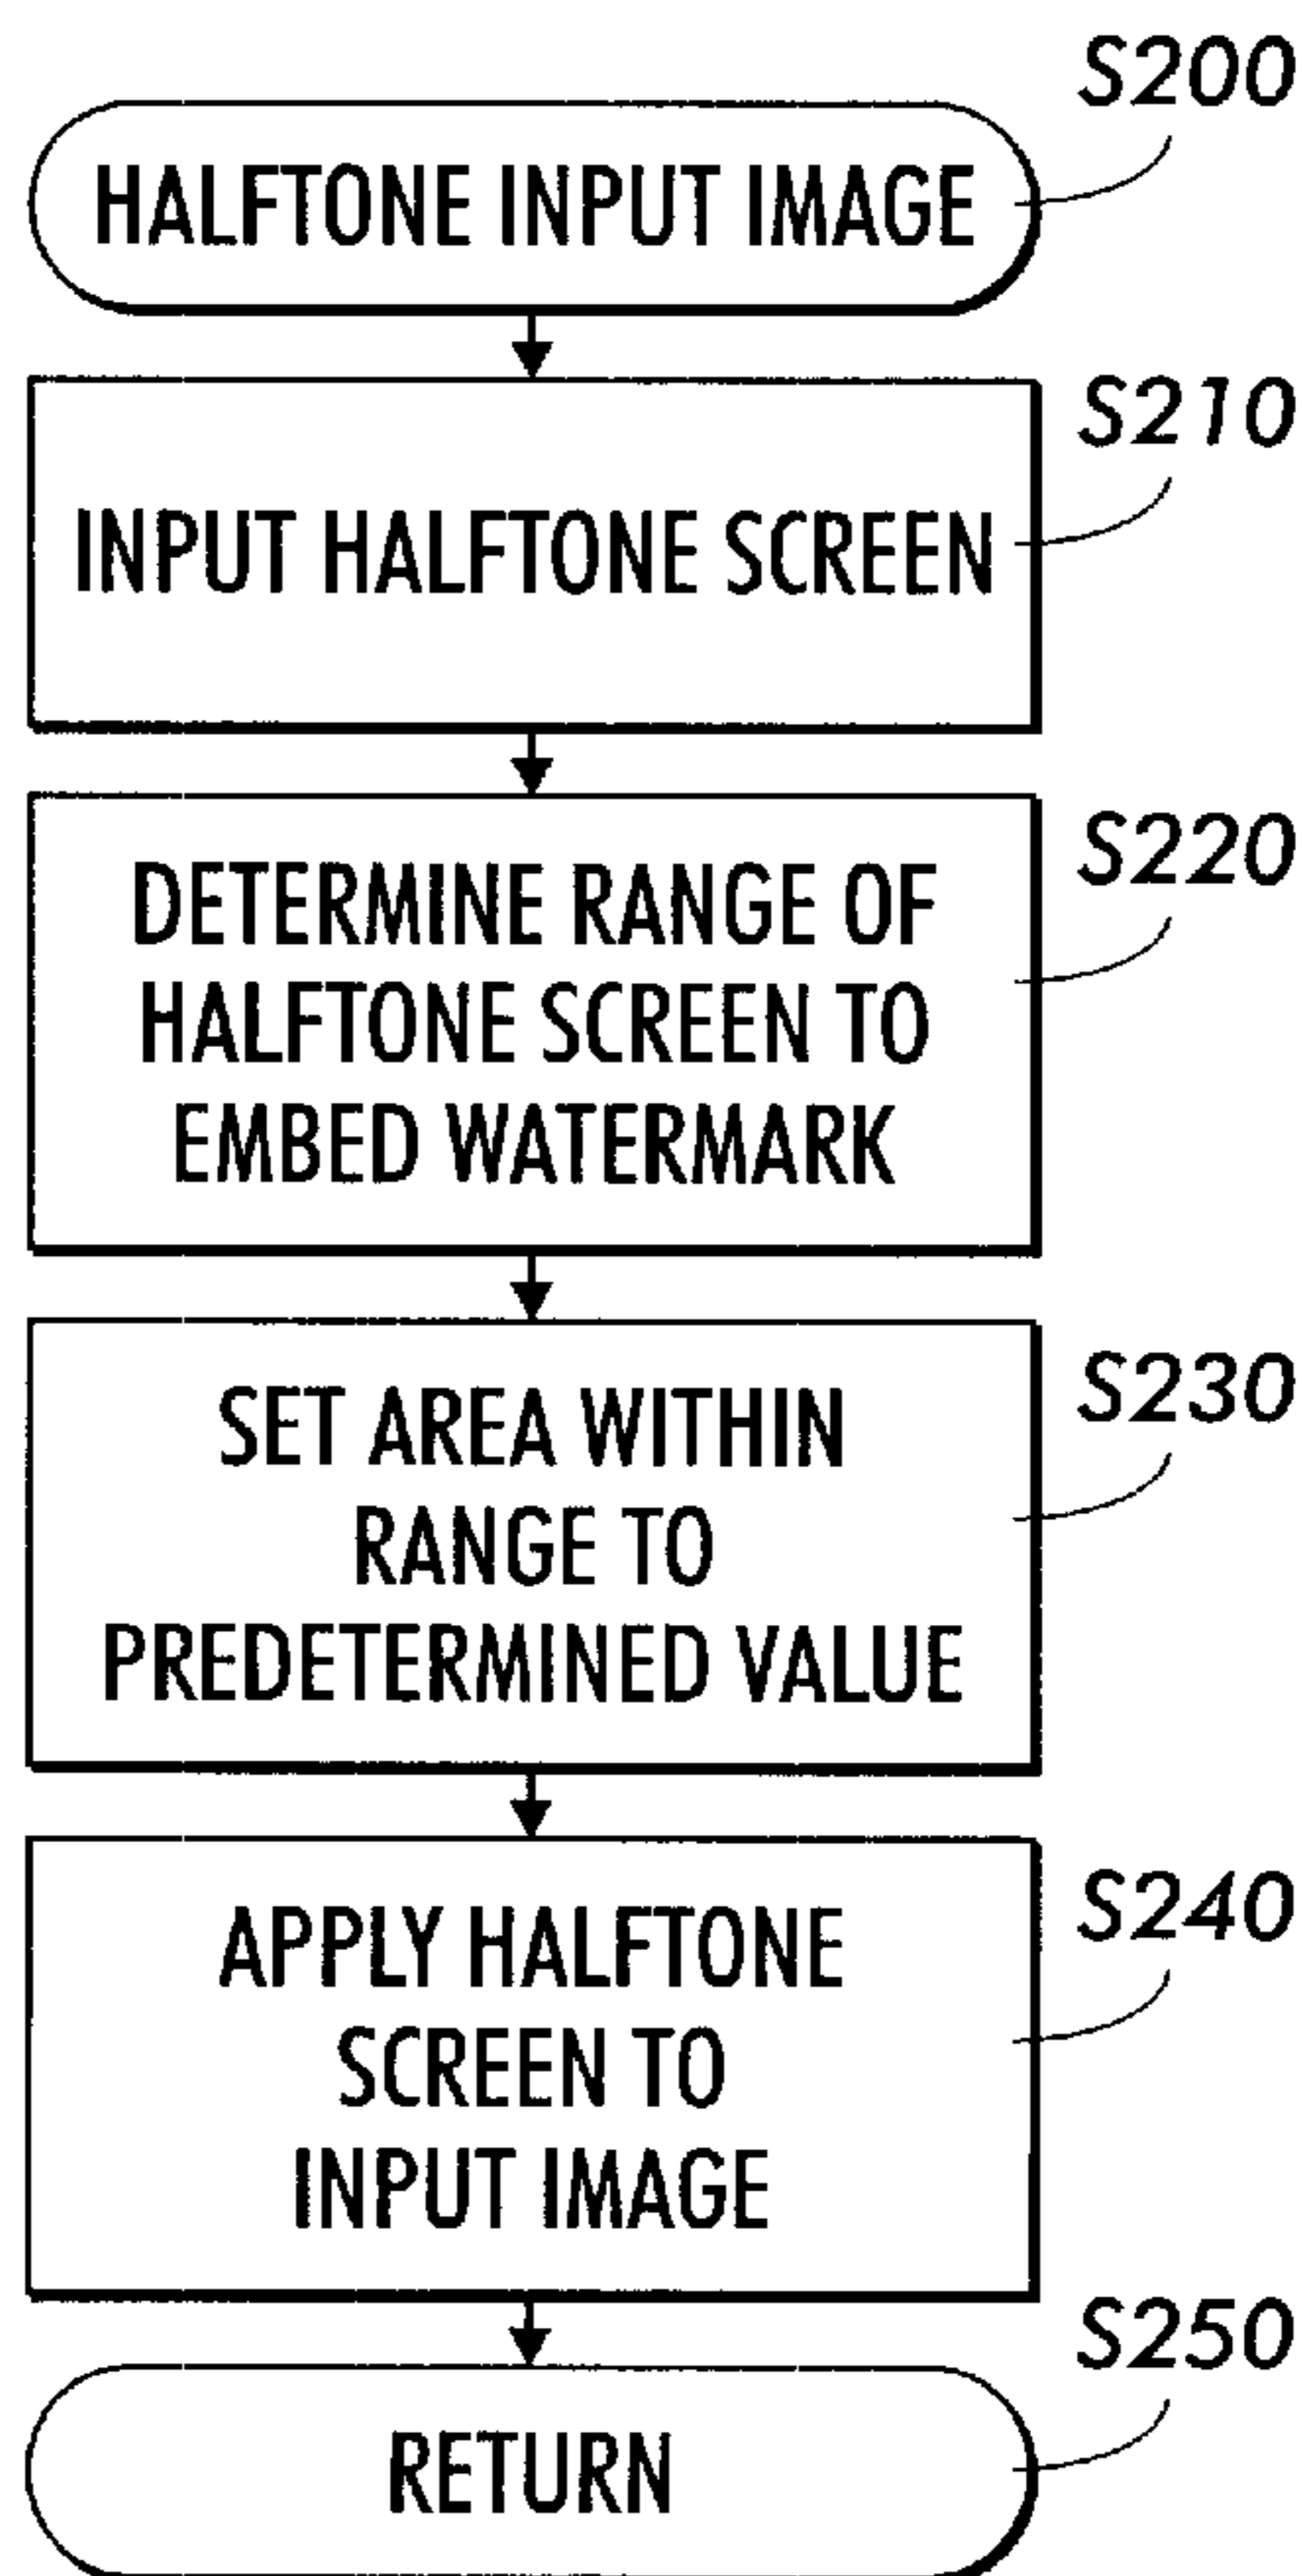 S200
HALFTONE INPUT IMAGE
S210
INPUT HALFTONE SCREEN
S220
DETERMINE RANGE OF
HALFTONE SCREEN TO
EMBED WATERMARK
S230
SET AREA WITHIN
RANGE TO
PREDETERMINED VALUE
S240
APPLY HALFTONE
SCREEN TO
INPUT IMAGE
S250
RETURN